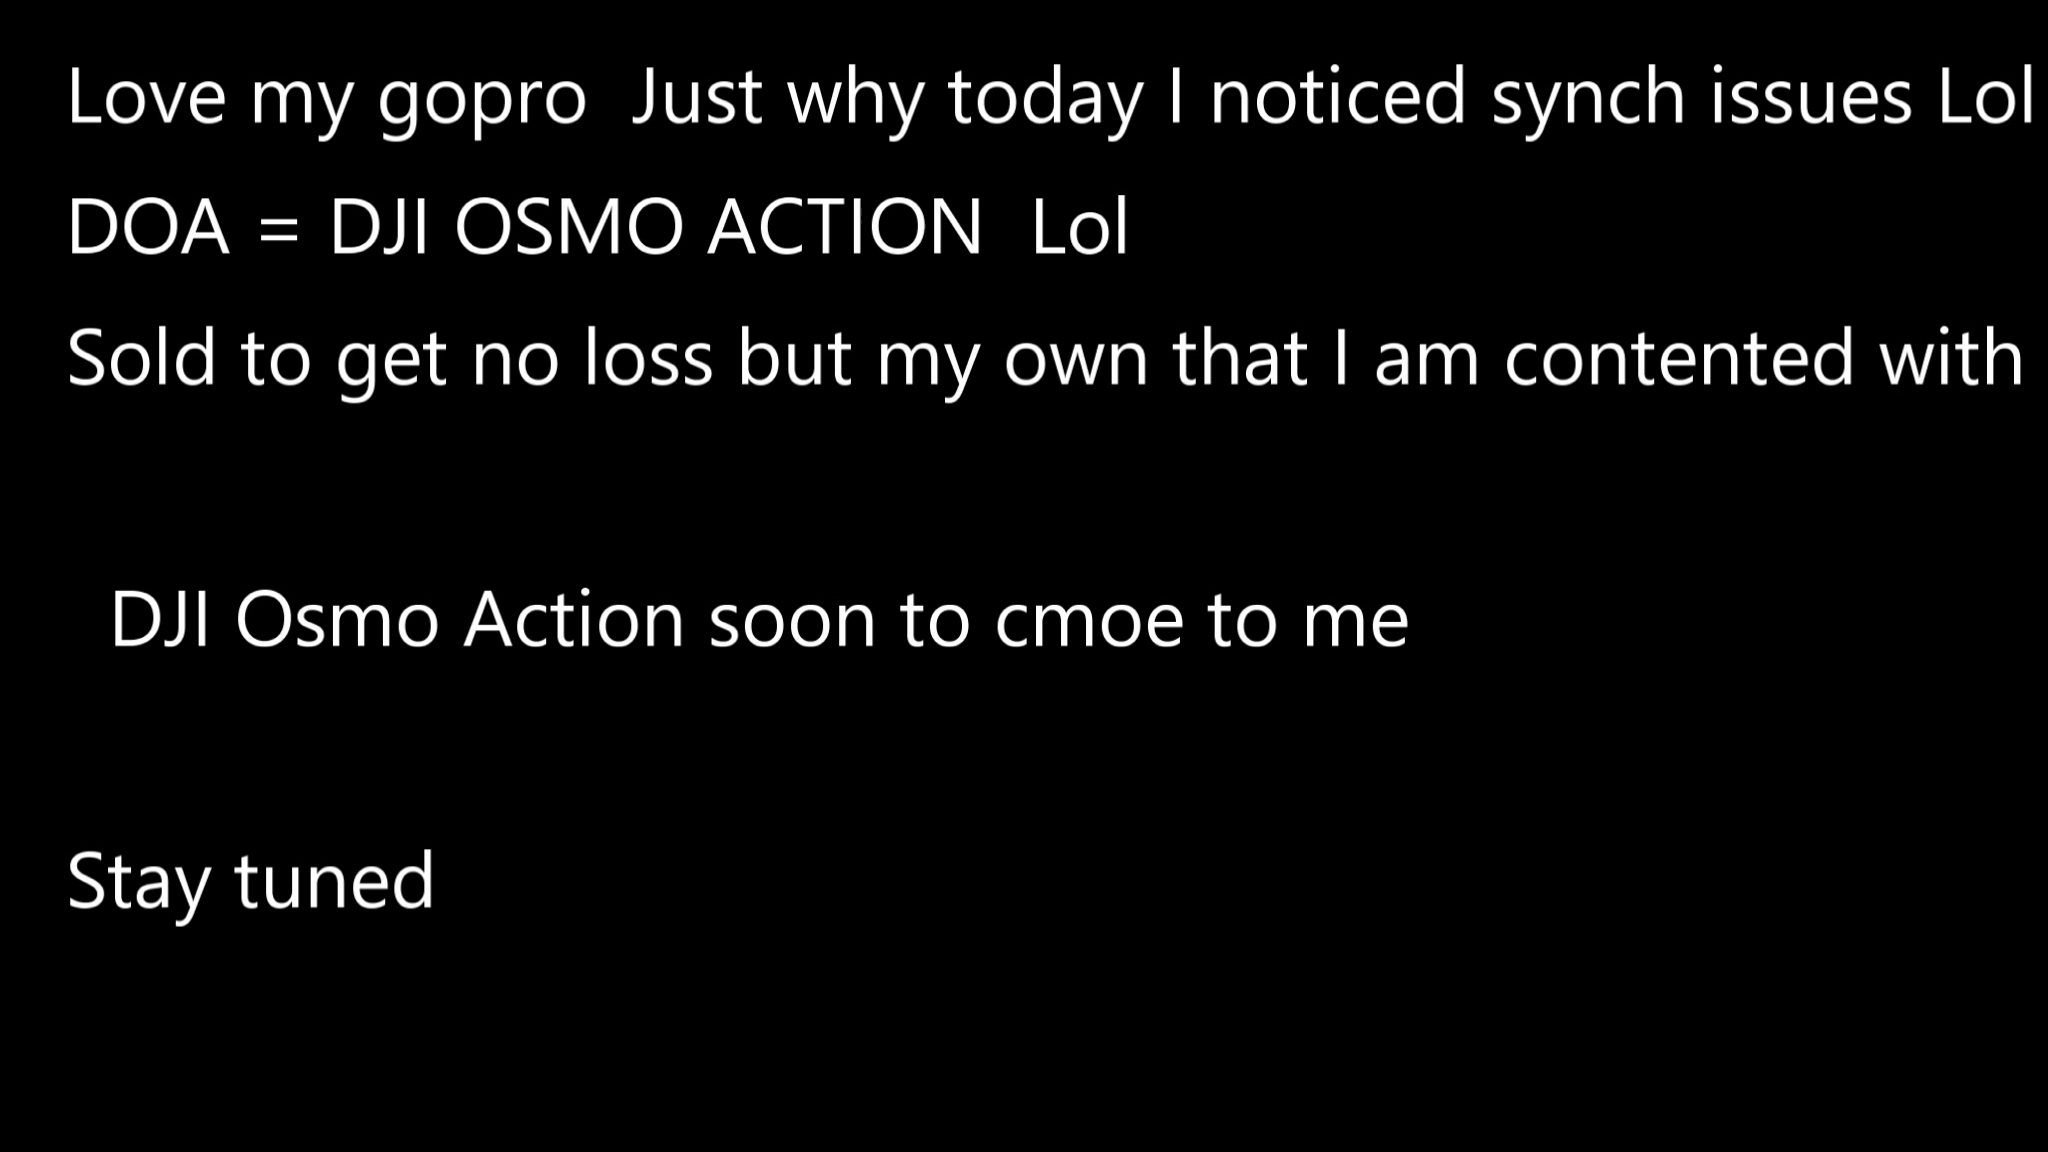 Love my gopro  Just why today I noticed synch issues Lol
DOA = DJI OSMO ACTION  Lol
Sold to get no loss but my own that I am contented with
DJI Osmo Action soon to cmoe to me
Stay tuned